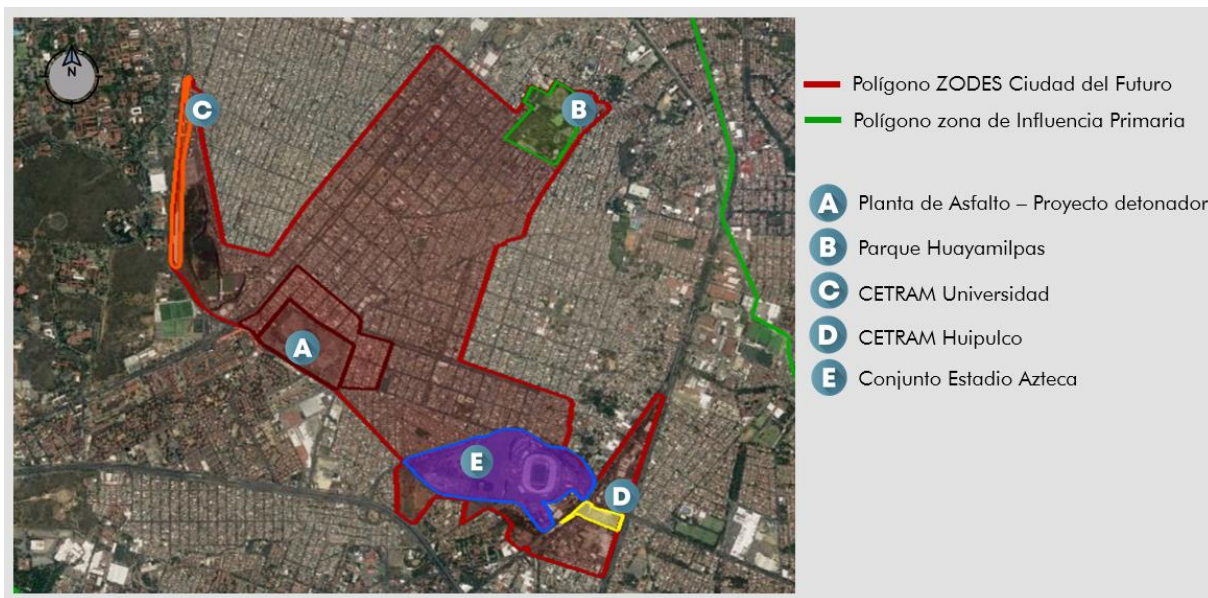 N
C
B
A
E
D
Polígono ZODES Ciudad del Futuro
Polígono zona de Influencia Primaria
A Planta de Asfalto – Proyecto detonador
B Parque Huayamilpas
C CETRAM Universidad
D CETRAM Huipulco
E Conjunto Estadio Azteca